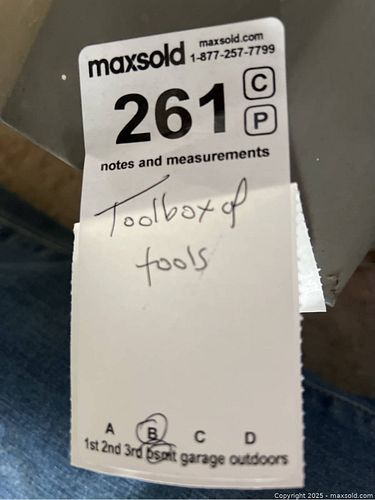 maxsold maxsold.com
1-877-257-7799
261 C
P
notes and measurements
Toolbox of
tools
A B C D
1st 2nd 3rd bsmt garage outdoors
Copyright 2025 - maxsold.com